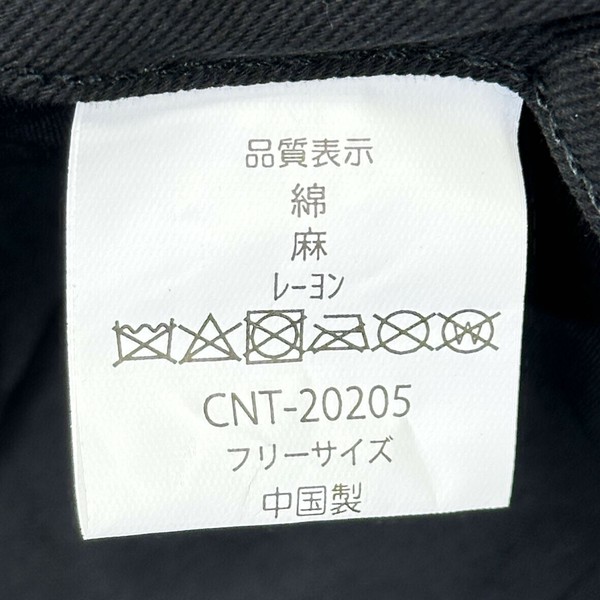 品質表示
綿
麻
レーヨン
CNT-20205
フリーサイズ
中国製